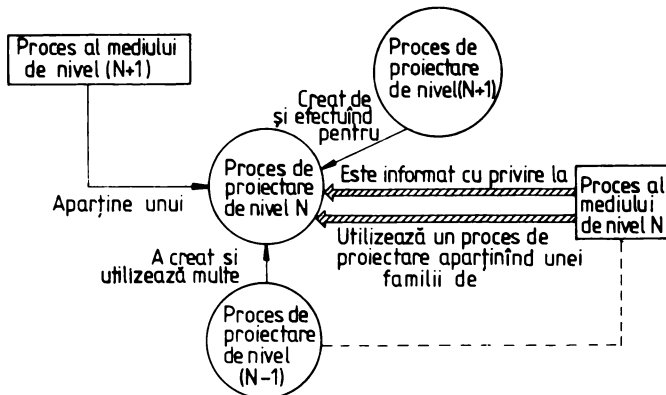 Proces al mediului
de nivel (N+1)
Proces de
proiectare
de nivel(N+1)
Creat de
și efectuînd
pentru
Proces de
proiectare
de nivel N
Aparține unui
Este informat cu privire la
Proces al
mediului
de nivel N
Utilizează un proces de
proiectare aparținînd unei
familii de
A creat si
utilizează multe
Proces de
proiectare
de nivel
(N-1)